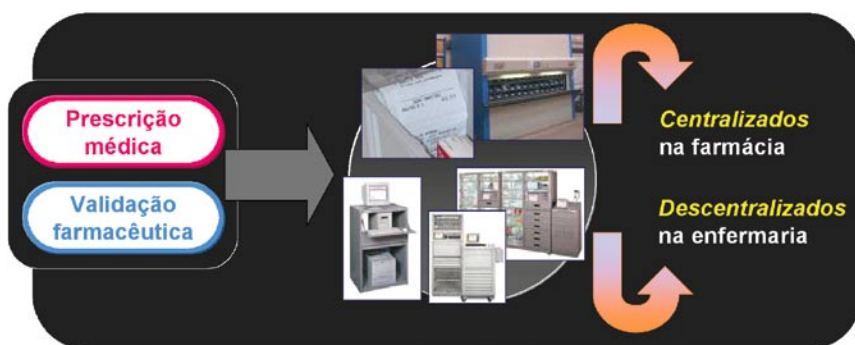 Prescrição
médica
Validação
farmacêutica
Centralizados
na farmácia
Descentralizados
na enfermaria